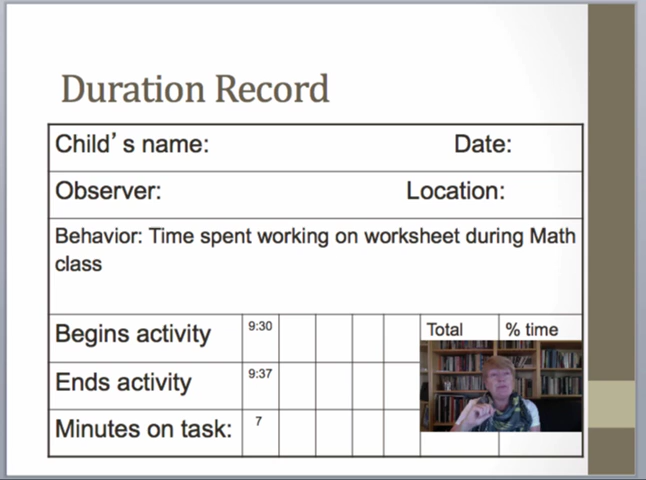 Duration Record
Child's name: Date:
Observer: Location:
Behavior: Time spent working on worksheet during Math
class
Begins activity 9:30 Total % time
Ends activity 9:37
Minutes on task: 7